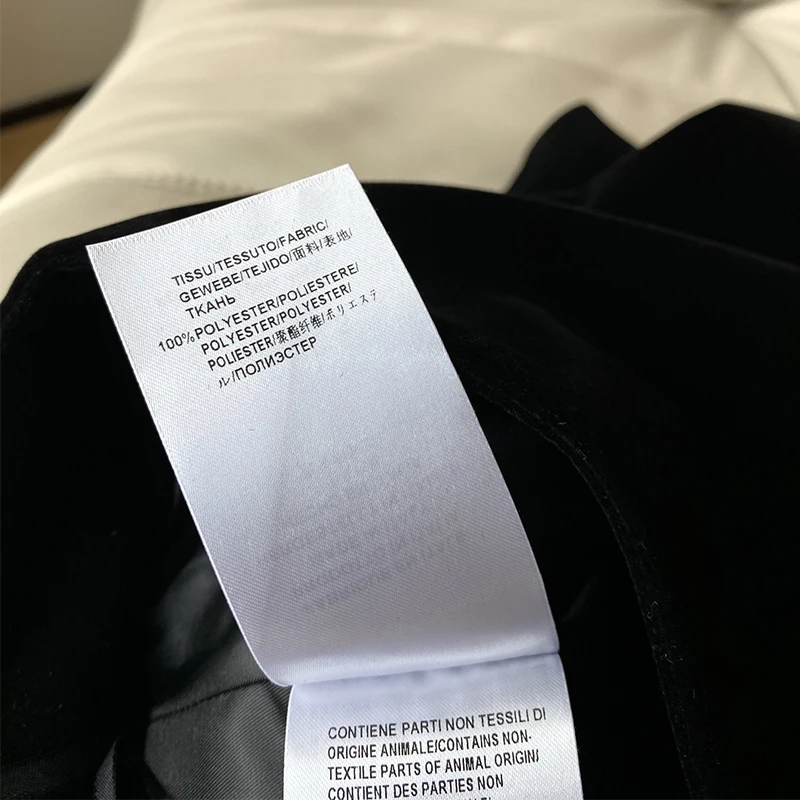 TISSU/TESSUTO/FABRIC/
GEWEBE/TEJIDO/面料/表地/
ТКАНЬ
100%POLYESTER/POLIESTERE/
POLYESTER/POLYESTER/
POLIESTER/聚酯纤维/ポリエステ
ル/ПОЛИЭСТЕР
CONTIENE PARTI NON TESSILI DI
ORIGINE ANIMALE/CONTAINS NON-
TEXTILE PARTS OF ANIMAL ORIGIN/
CONTIENT DES PARTIES NON